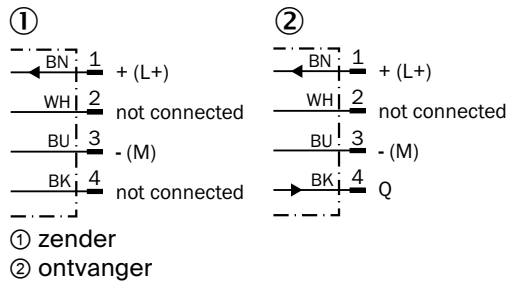 ① ②
BN 1 + (L+) BN 1 + (L+)
WH 2 not connected WH 2 not connected
BU 3 - (M) BU 3 - (M)
BK 4 not connected BK 4 Q
① zender
② ontvanger